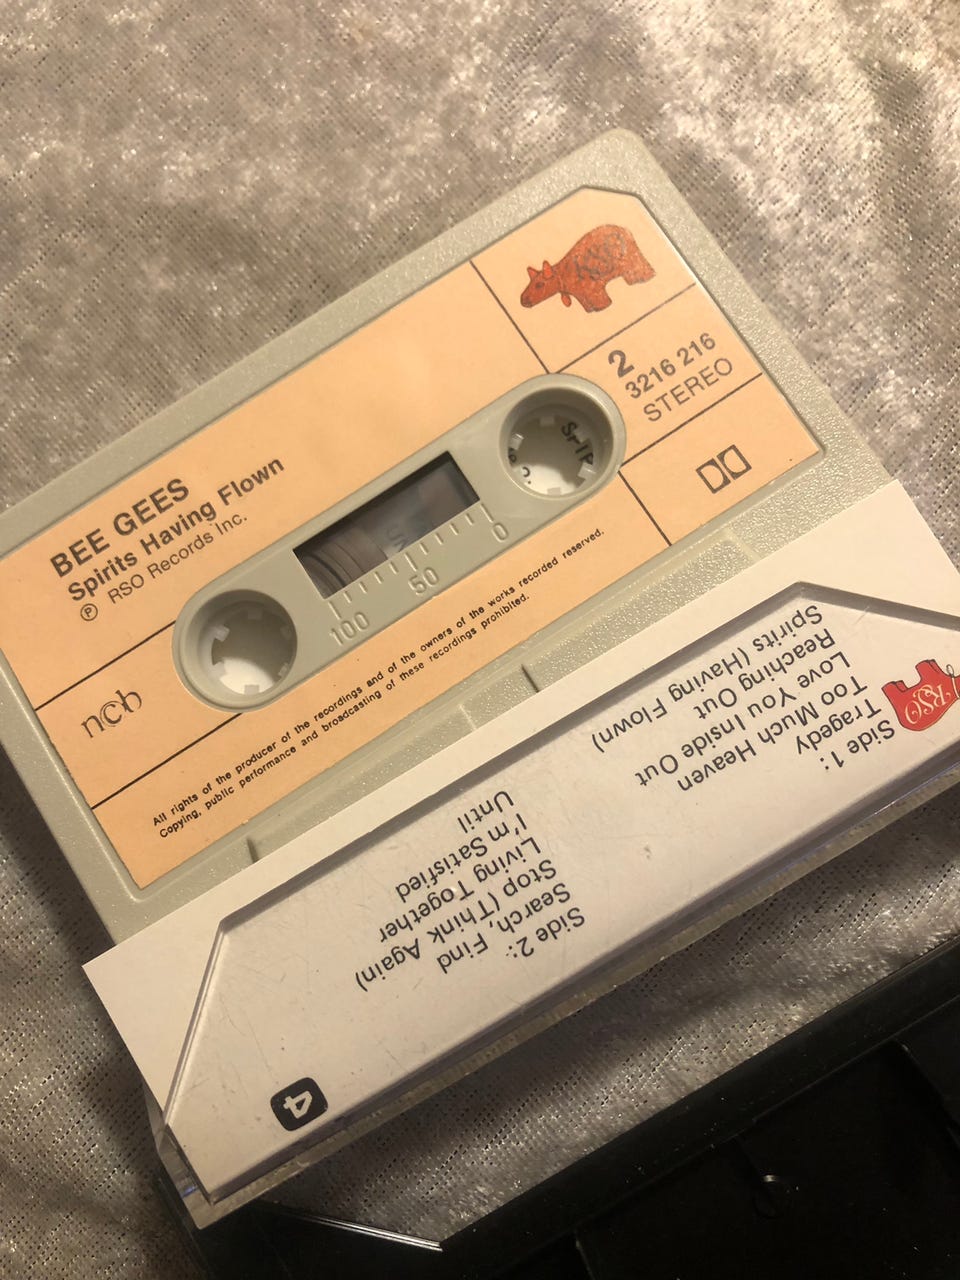 RSO
2
3216 216
STEREO
BEE GEES
Spirits Having Flown
Ⓟ RSO Records Inc.
100 50 0
ncb
All rights of the producer of the recordings and of the owners of the works recorded reserved.
Copying, public performance and broadcasting of these recordings prohibited.
RSO
Side 1:
Tragedy
Too Much Heaven
Love You Inside Out
Reaching Out
Spirits (Having Flown)
Side 2:
Search, Find
Stop (Think Again)
Living Together
I'm Satisfied
Until
4